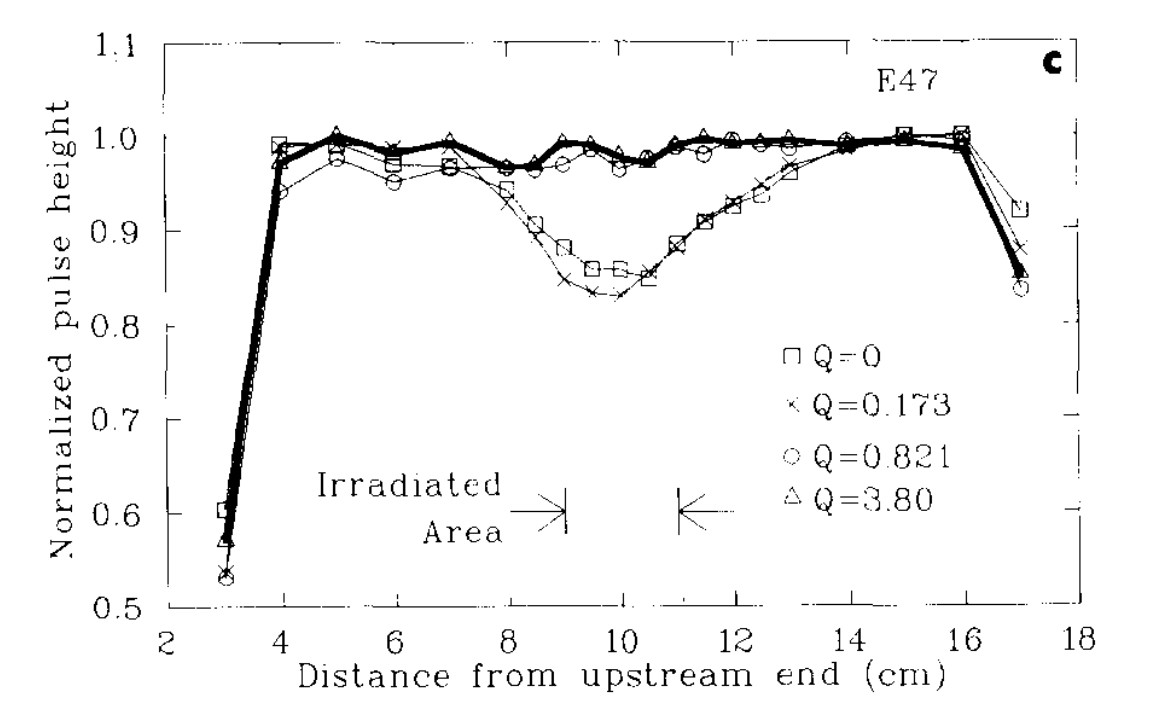 c
E47
Normalized pulse height
1.1
1.0
0.9
0.8
0.7
0.6
0.5
Q=0
Q=0.173
Q=0.821
Q=3.80
Irradiated
Area
2 4 6 8 10 12 14 16 18
Distance from upstream end (cm)